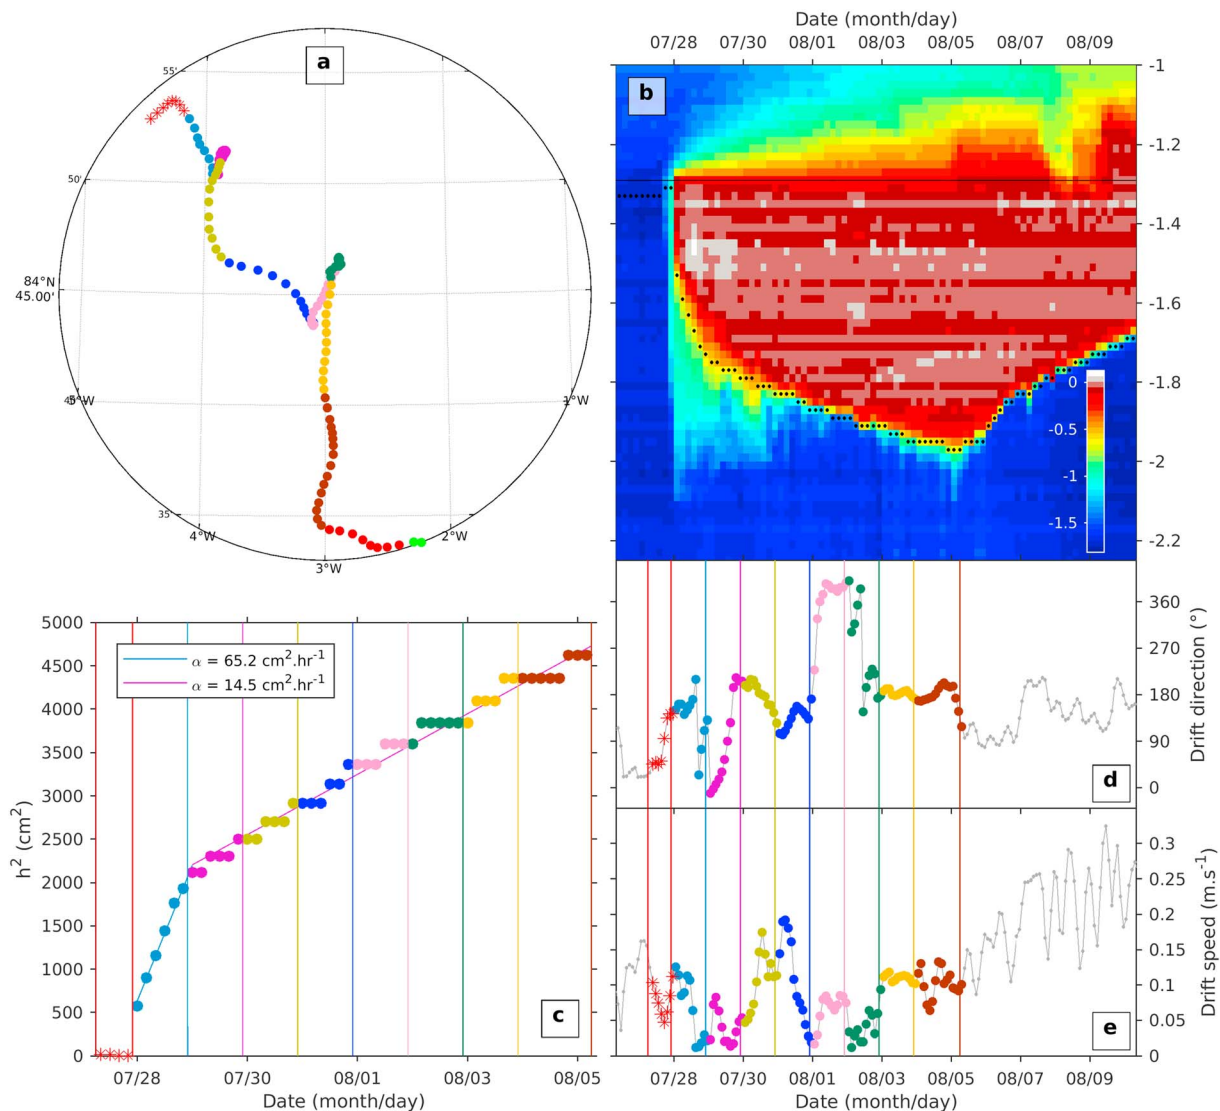 a
55'
50'
84°N
45.00'
1°W
35
4°W
2°W
3°W
Date (month/day)
07/28 07/30 08/01 08/03 08/05 08/07 08/09
b
-1
-1.2
-1.4
-1.6
-1.8
-2
-2.2
0
-0.5
-1
-1.5
5000
4500
4000
3500
3000
2500
2000
1500
1000
500
0
h² (cm²)
α = 65.2 cm².hr⁻¹
α = 14.5 cm².hr⁻¹
c
07/28 07/30 08/01 08/03 08/05
Date (month/day)
360
270
180
90
0
Drift direction (°)
d
0.3
0.25
0.2
0.15
0.1
0.05
0
Drift speed (m.s⁻¹)
e
07/28 07/30 08/01 08/03 08/05 08/07 08/09
Date (month/day)